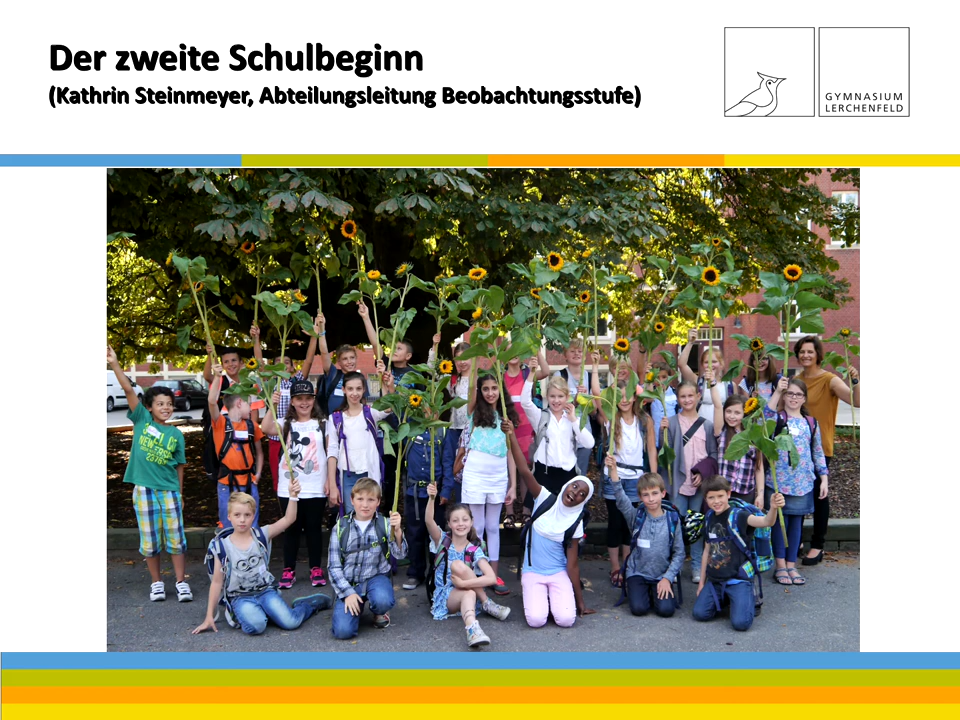 Der zweite Schulbeginn
(Kathrin Steinmeyer, Abteilungsleitung Beobachtungsstufe)
GYMNASIUM
LERCHENFELD